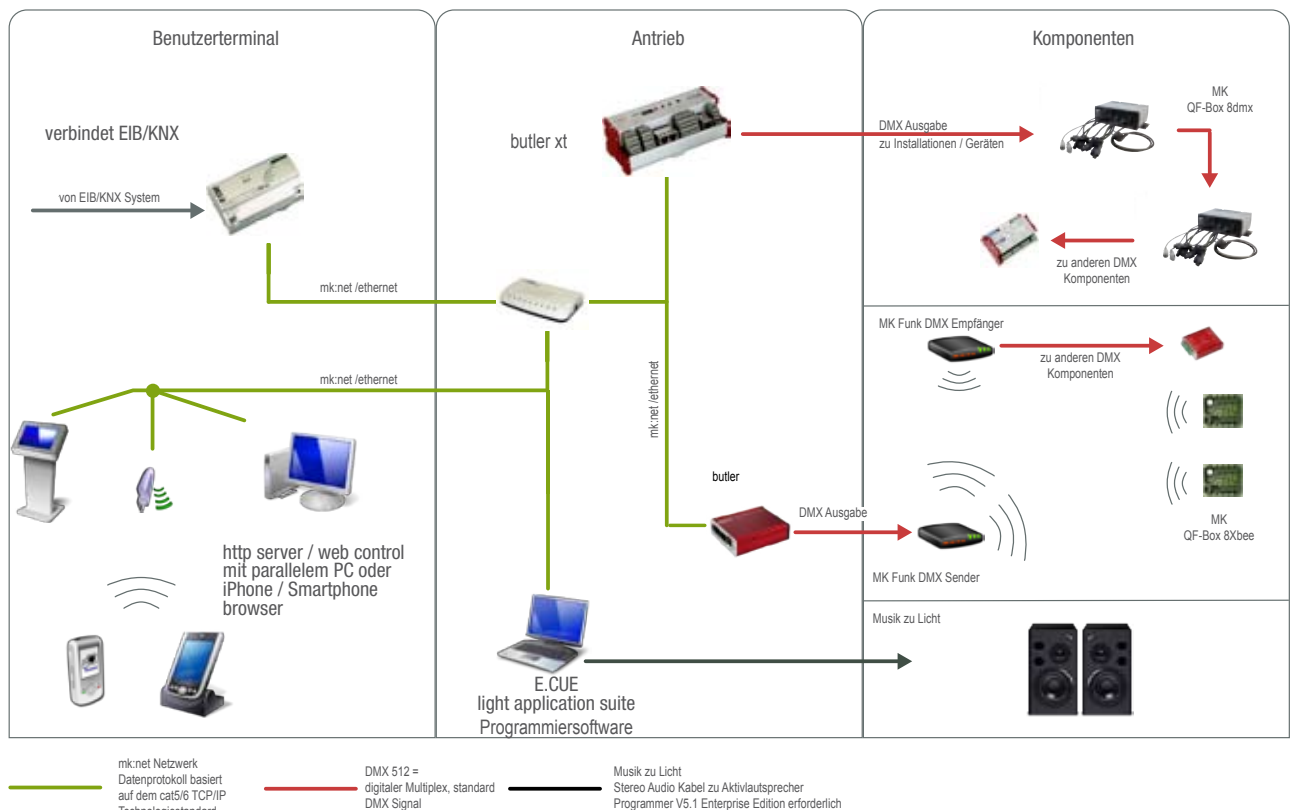 Benutzerterminal
Antrieb
Komponenten
verbindet EIB/KNX
von EIB/KNX System
mk:net /ethernet
mk:net /ethernet
http server / web control
mit parallelem PC oder
iPhone / Smartphone
browser
butler xt
mk:net /ethernet
butler
DMX Ausgabe
E.CUE
light application suite
Programmiersoftware
DMX Ausgabe
zu Installationen / Geräten
MK
QF-Box 8dmx
zu anderen DMX
Komponenten
MK Funk DMX Empfänger
zu anderen DMX
Komponenten
MK
QF-Box 8Xbee
MK Funk DMX Sender
Musik zu Licht
mk:net Netzwerk
Datenprotokoll basiert
auf dem cat5/6 TCP/IP
DMX 512 =
digitaler Multiplex, standard
DMX Signal
Musik zu Licht
Stereo Audio Kabel zu Aktivlautsprecher
Programmer V5.1 Enterprise Edition erforderlich